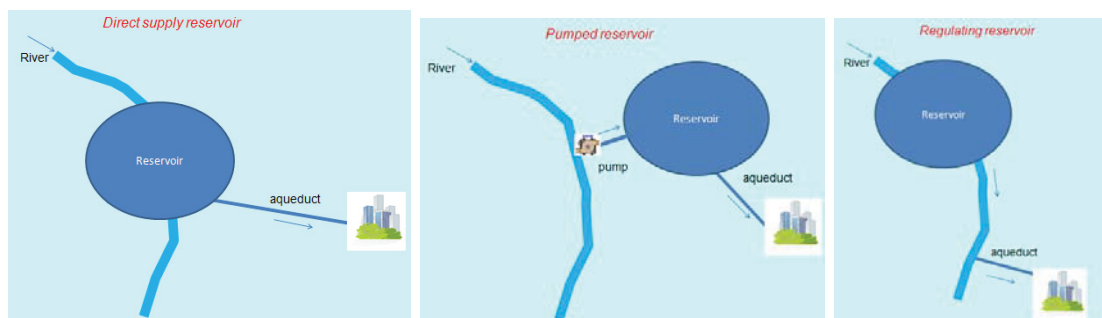 Direct supply reservoir
River
Reservoir
aqueduct
Pumped reservoir
River
Reservoir
pump
aqueduct
Regulating reservoir
River
Reservoir
aqueduct